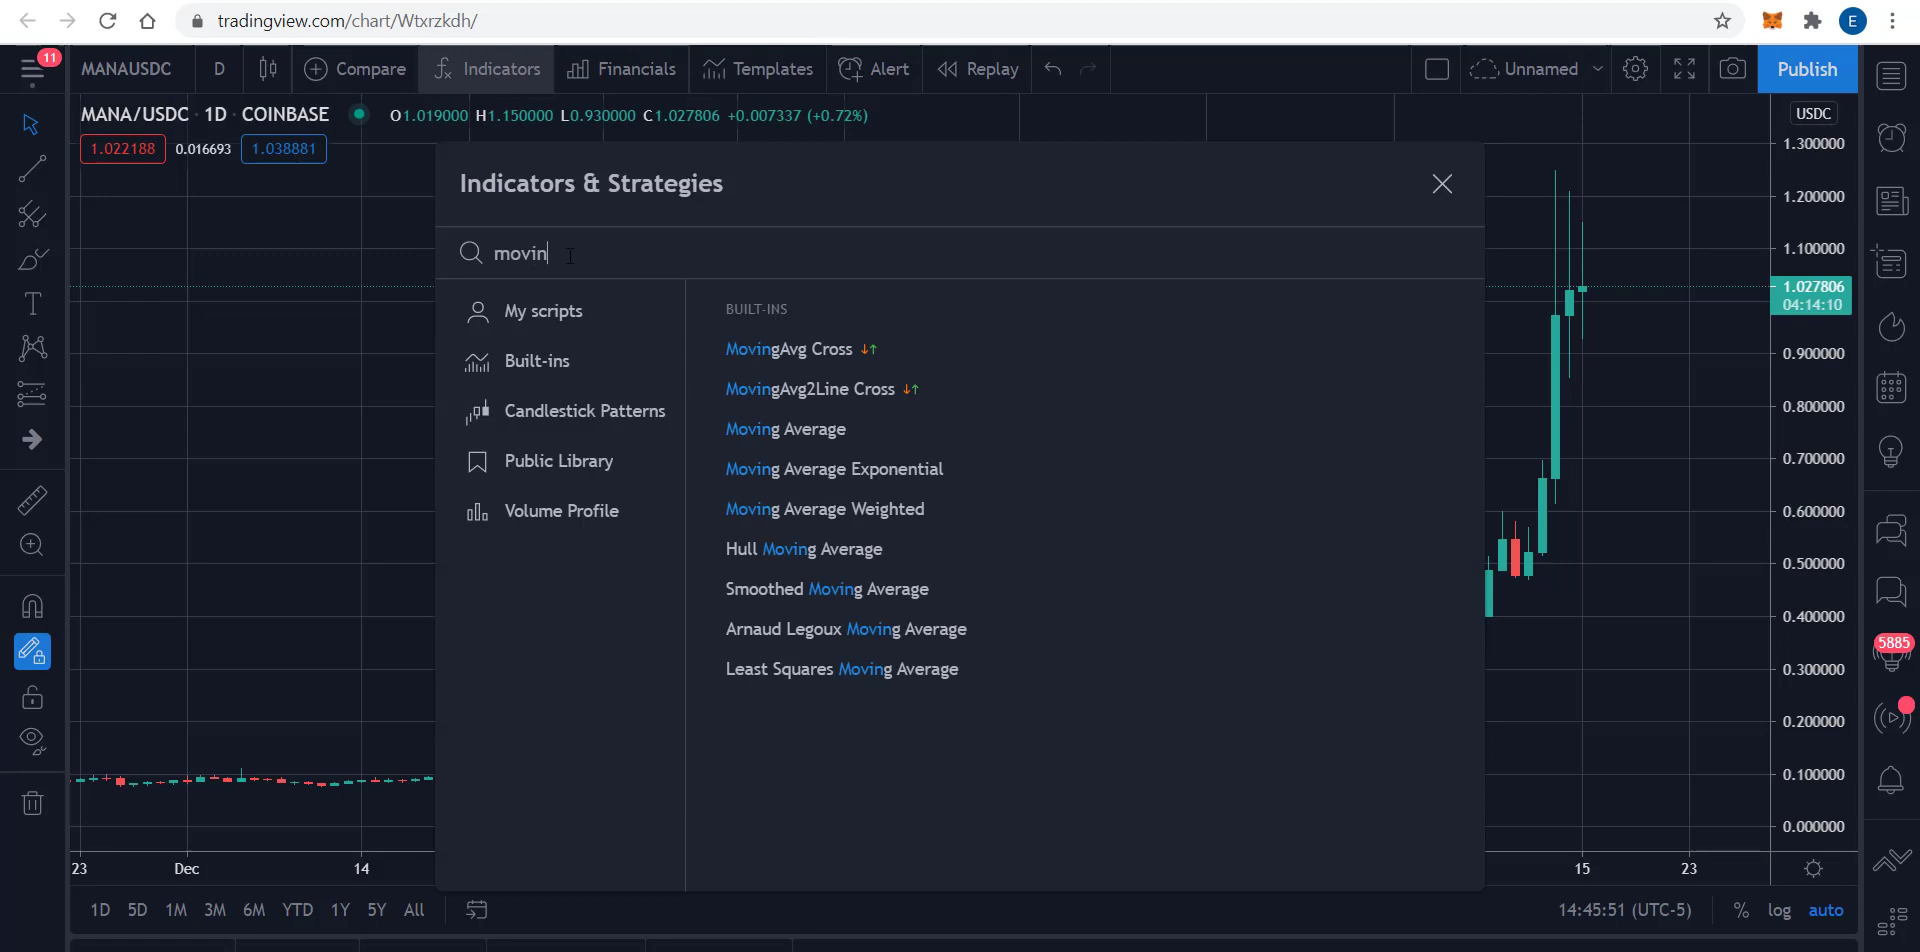 tradingview.com/chart/Wtxrzkdh/
E
11
MANAUSDC D Compare Indicators Financials Templates Alert Replay Unnamed Publish
MANA/USDC · 1D · COINBASE O1.019000 H1.150000 L0.930000 C1.027806 +0.007337 (+0.72%)
USDC
1.022188 0.016693 1.038881
Indicators & Strategies
movin
My scripts
Built-ins
Candlestick Patterns
Public Library
Volume Profile
BUILT-INS
MovingAvg Cross
MovingAvg2Line Cross
Moving Average
Moving Average Exponential
Moving Average Weighted
Hull Moving Average
Smoothed Moving Average
Arnaud Legoux Moving Average
Least Squares Moving Average
1.300000
1.200000
1.100000
1.027806
04:14:10
0.900000
0.800000
0.700000
0.600000
0.500000
0.400000
0.300000
0.200000
0.100000
0.000000
5885
23 Dec 14 15 23
1D 5D 1M 3M 6M YTD 1Y 5Y All 14:45:51 (UTC-5) % log auto